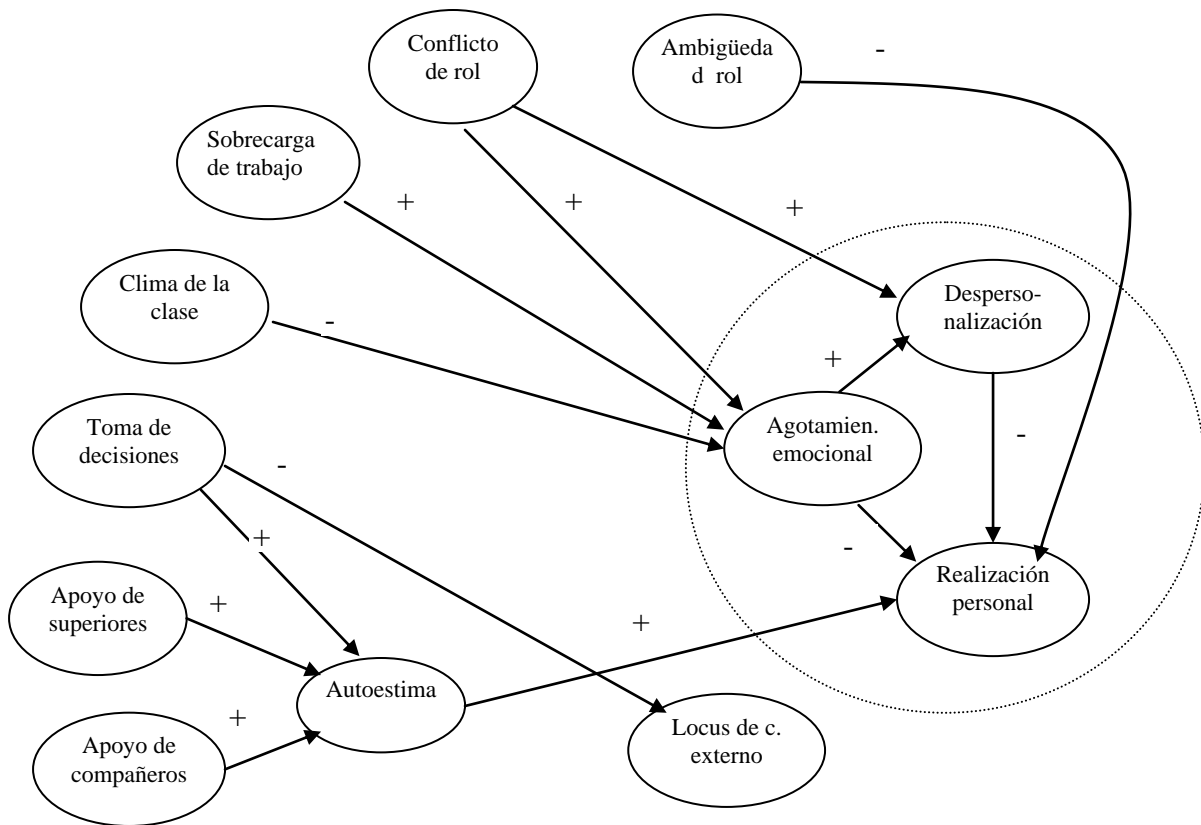 Conflicto
de rol
Ambigüeda
d rol
-
Sobrecarga
de trabajo
+
+
+
Clima de la
clase
-
Desperso-
nalización
+
Toma de
decisiones
-
Agotamien.
emocional
-
+
-
Apoyo de
superiores
+
Realización
personal
+
Autoestima
+
Locus de c.
externo
Apoyo de
compañeros